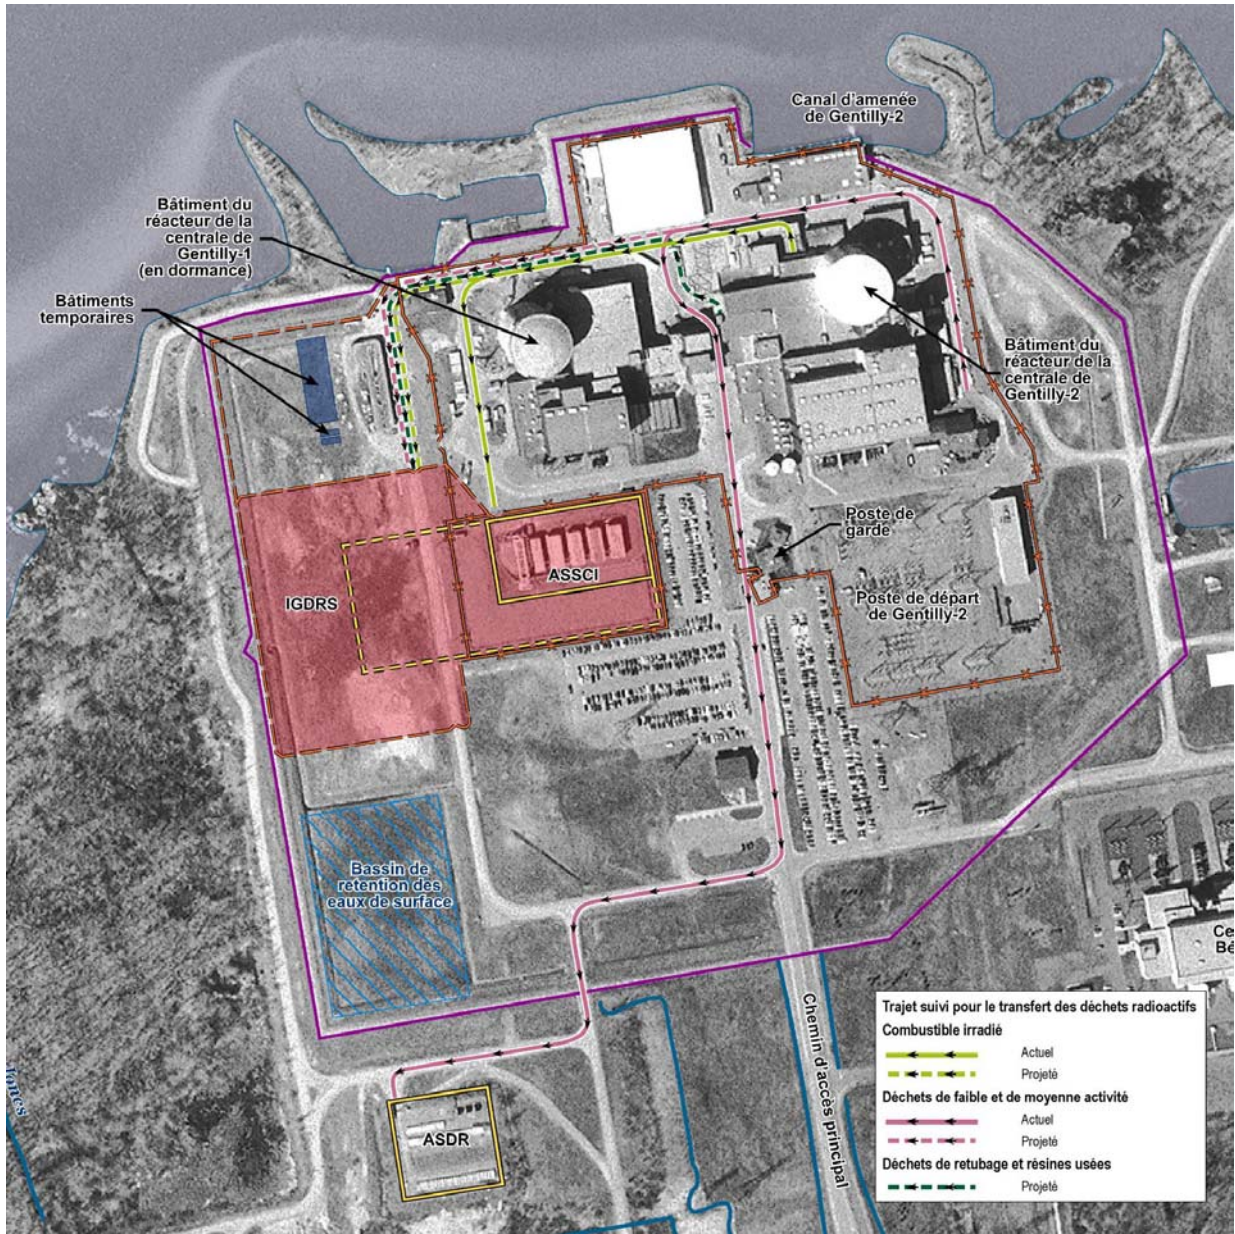 Canal d'amenée
de Gentilly-2
Bâtiment du
réacteur de la
centrale de
Gentilly-1
(en dormance)
Bâtiments
temporaires
Bâtiment du
réacteur de la
centrale de
Gentilly-2
Poste de
garde
ASSCI
IGDRS
Poste de départ
de Gentilly-2
Bassin de
retention des
eaux de surface
Ce
Bé
Chemin d'accès principal
ASDR
Trajet suivi pour le transfert des déchets radioactifs
Combustible irradié
Actuel
Projeté
Déchets de faible et de moyenne activité
Actuel
Projeté
Déchets de retubage et résines usées
Projeté